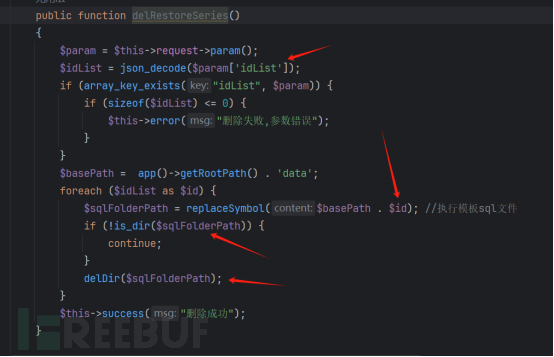 public function delRestoreSeries()
{
$param = $this->request->param();
$idList = json_decode($param['idList']);
if (array_key_exists( key: "idList", $param)) {
if (sizeof($idList) <= 0) {
$this->error( msg: "删除失败,参数错误");
}
}
$basePath =  app()->getRootPath() . 'data';
foreach ($idList as $id) {
$sqlFolderPath = replaceSymbol( content: $basePath . $id); //执行模板sql文件
if (!is_dir($sqlFolderPath)) {
continue;
}
delDir($sqlFolderPath);
}
$this->success( msg: "删除成功");
}
FREEBUF